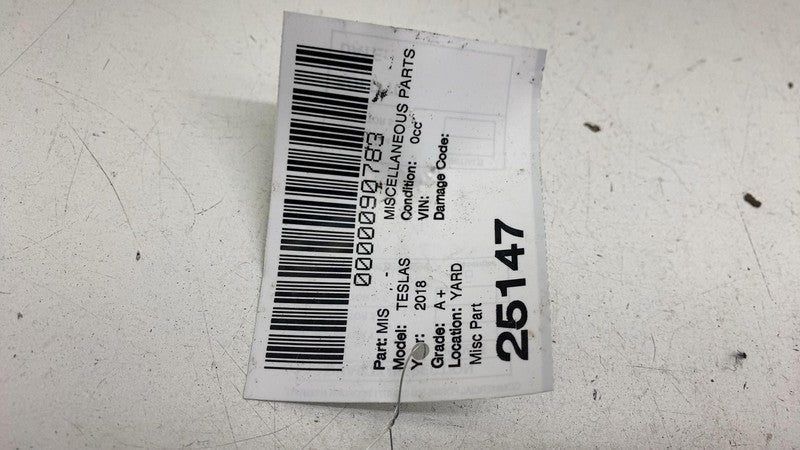 0000090783
Part: MIS - MISCELLANEOUS PARTS
Model: TESLAS Condition: 0cc
Year: 2018 VIN:
Grade: A+ Damage Code:
Location: YARD
Misc Part
25147